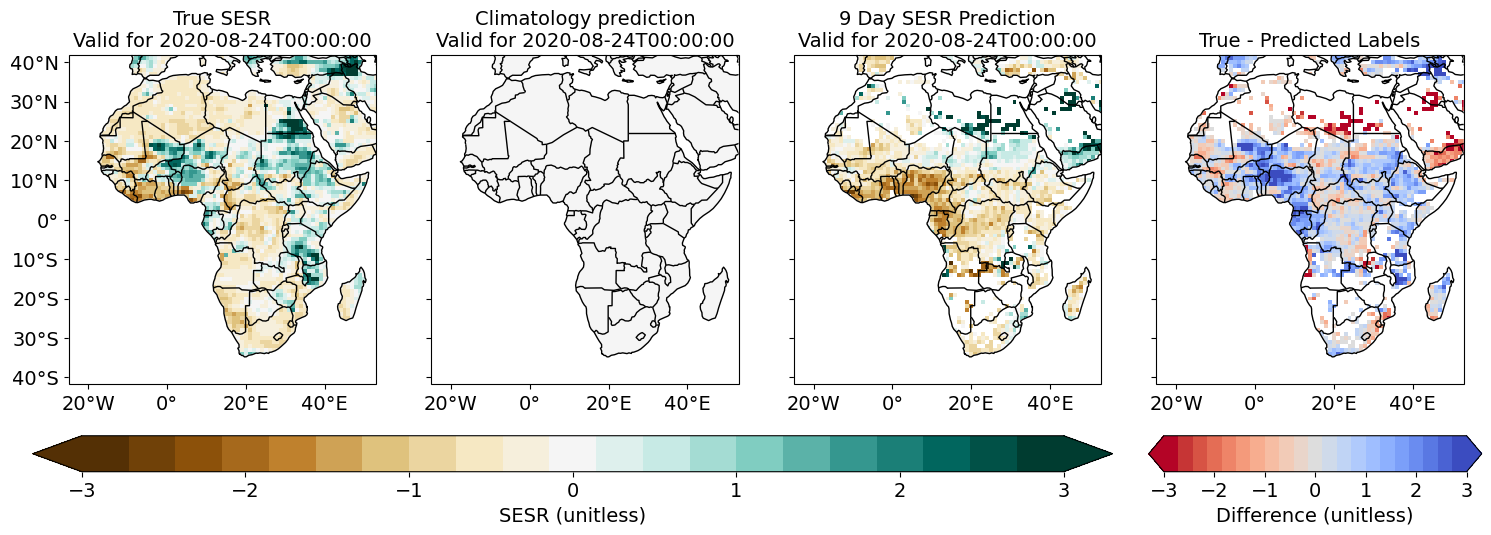 True SESR
Valid for 2020-08-24T00:00:00
Climatology prediction
Valid for 2020-08-24T00:00:00
9 Day SESR Prediction
Valid for 2020-08-24T00:00:00
True - Predicted Labels
40°N
30°N
20°N
10°N
0°
10°S
20°S
30°S
40°S
20°W 0° 20°E 40°E
20°W 0° 20°E 40°E
20°W 0° 20°E 40°E
20°W 0° 20°E 40°E
−3 −2 −1 0 1 2 3
SESR (unitless)
−3 −2 −1 0 1 2 3
Difference (unitless)